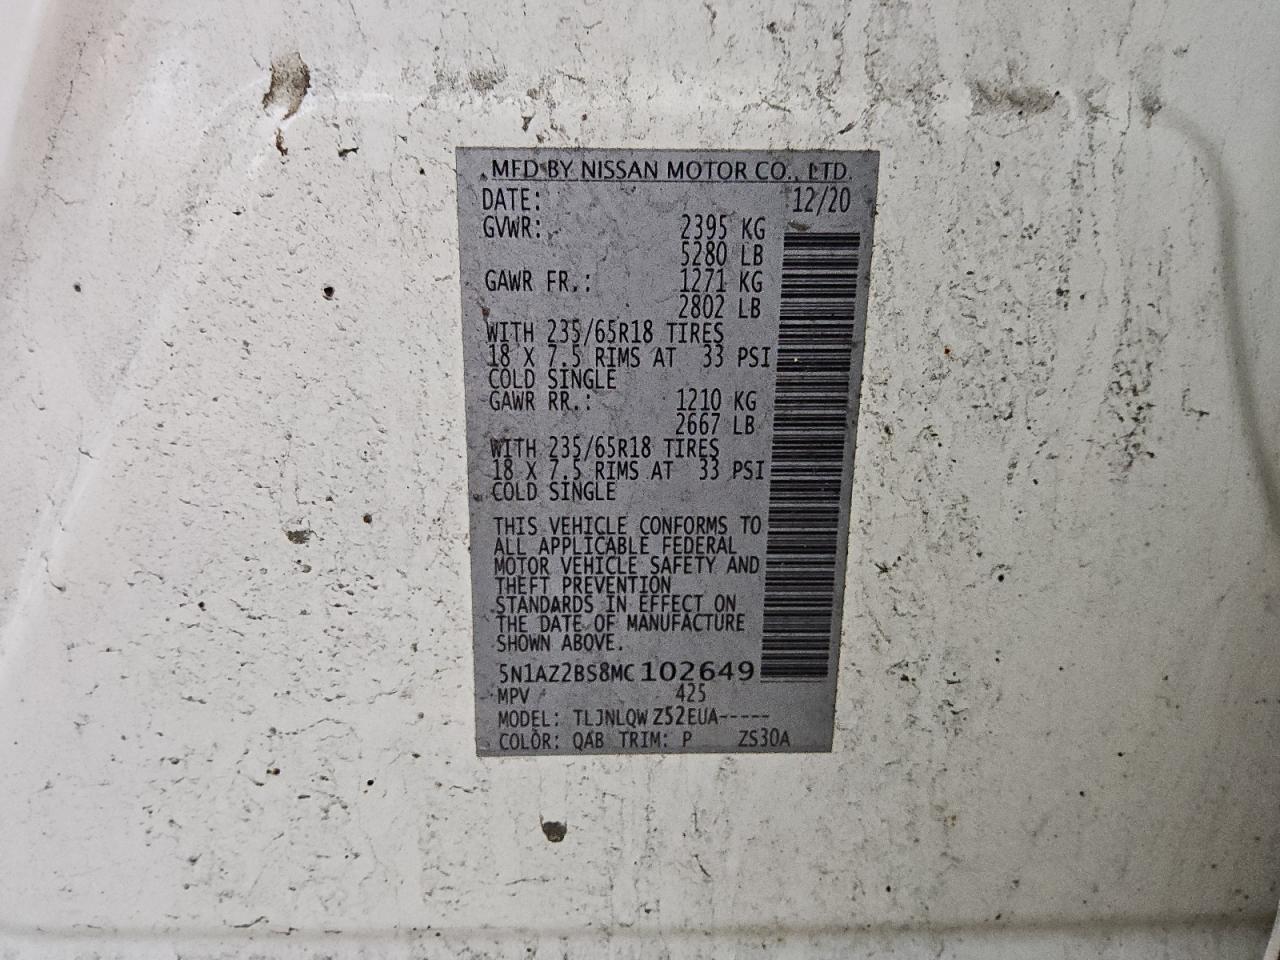 MFD BY NISSAN MOTOR CO., LTD.
DATE: 12/20
GVWR: 2395 KG
5280 LB
GAWR FR.: 1271 KG
2802 LB
WITH 235/65R18 TIRES
18 X 7.5 RIMS AT 33 PSI
COLD SINGLE
GAWR RR.: 1210 KG
2667 LB
WITH 235/65R18 TIRES
18 X 7.5 RIMS AT 33 PSI
COLD SINGLE
THIS VEHICLE CONFORMS TO
ALL APPLICABLE FEDERAL
MOTOR VEHICLE SAFETY AND
THEFT PREVENTION
STANDARDS IN EFFECT ON
THE DATE OF MANUFACTURE
SHOWN ABOVE.
5N1AZ2BS8MC102649
MPV 425
MODEL: TLJNLQWZ52EUA-----
COLOR: QAB TRIM: P ZS30A